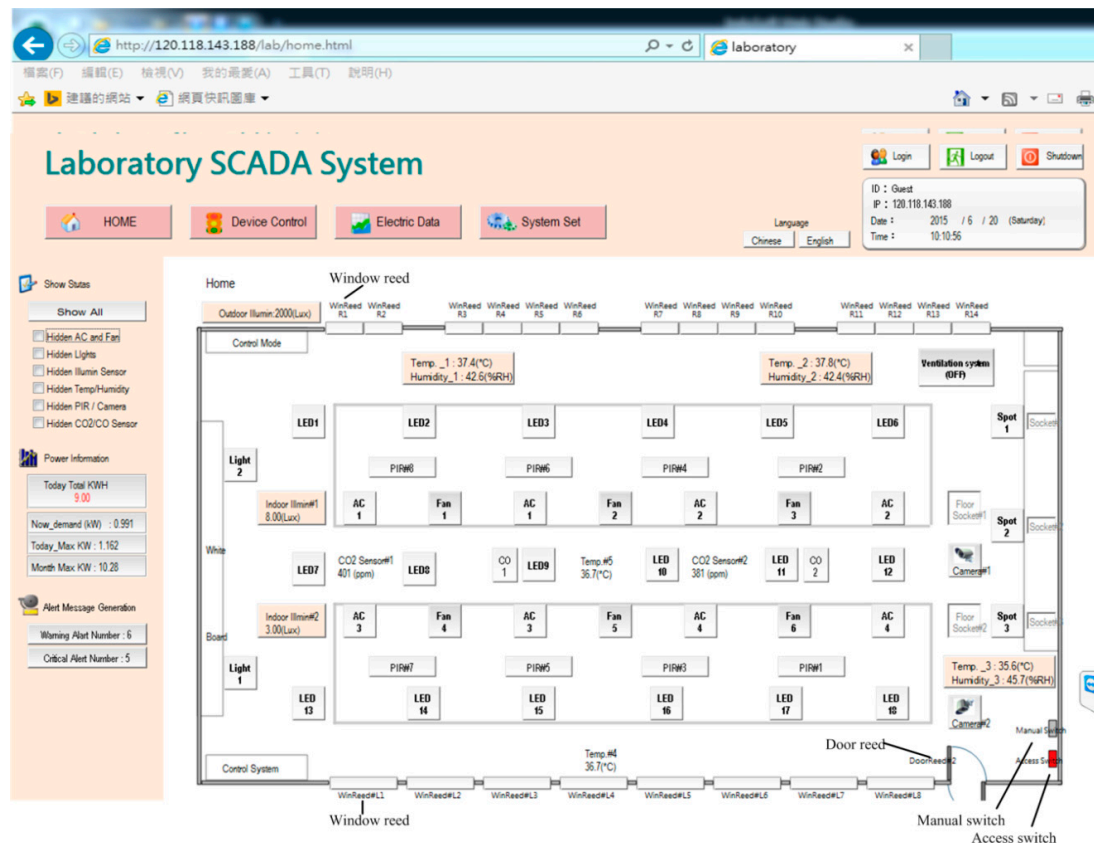 http://120.118.143.188/lab/home.html
laboratory
檔案(F) 編輯(E) 檢視(V) 我的最愛(A) 工具(T) 說明(H)
建議的網站 網頁快訊圖庫
Laboratory SCADA System
Login Logout Shutdown
ID : Guest
IP : 120.118.143.188
Date : 2015 / 6 / 20 (Saturday)
Time : 10:10:56
HOME Device Control Electric Data System Set
Language
Chinese English
Show Stutas
Show All
Hidden AC and Fan
Hidden Lights
Hidden Illumin Sensor
Hidden Temp/Humidity
Hidden PIR / Camera
Hidden CO2/CO Sensor
Power Information
Today Total KWH
9.00
Now_demand (kW) : 0.991
Today_Max KW : 1.162
Month Max KW : 10.28
Alert Message Generation
Warning Alart Number : 6
Critical Alert Number : 5
Home
Window reed
Outdoor Illumin:2000(Lux)
WinReed R1 WinReed R2 WinReed R3 WinReed R4 WinReed R5 WinReed R6 WinReed R7 WinReed R8 WinReed R9 WinReed R10 WinReed R11 WinReed R12 WinReed R13 WinReed R14
Control Mode
Temp. _1 : 37.4(°C)
Humidity_1 : 42.6(%RH)
Temp. _2 : 37.8(°C)
Humidity_2 : 42.4(%RH)
Ventilation system
(OFF)
LED1 LED2 LED3 LED4 LED5 LED6 Spot 1
Light 2
PIR#8 PIR#6 PIR#4 PIR#2
Indoor Illmin#1
8.00(Lux)
AC 1 Fan 1 AC 1 Fan 2 AC 2 Fan 3 AC 2 Floor Socket#1 Spot 2
White
LED7 CO2 Sensor#1 401 (ppm) LED8 CO 1 LED9 Temp.#5 36.7(°C) LED 10 CO2 Sensor#2 381 (ppm) LED 11 CO 2 LED 12 Camera#1
Indoor Illmin#2
3.00(Lux)
AC 3 Fan 4 AC 3 Fan 5 AC 4 Fan 6 AC 4 Floor Socket#2 Spot 3
Board
Light 1
PIR#7 PIR#5 PIR#3 PIR#1
Temp. _3 : 35.6(°C)
Humidity_3 : 45.7(%RH)
LED 13 LED 14 LED 15 LED 16 LED 17 LED 18 Camera#2
Manual Switch
Door reed
Control System
Temp.#4
36.7(°C)
DoorReed#2
Access Switch
WinReed#L1 WinReed#L2 WinReed#L3 WinReed#L4 WinReed#L5 WinReed#L6 WinReed#L7 WinReed#L8
Window reed
Manual switch
Access switch